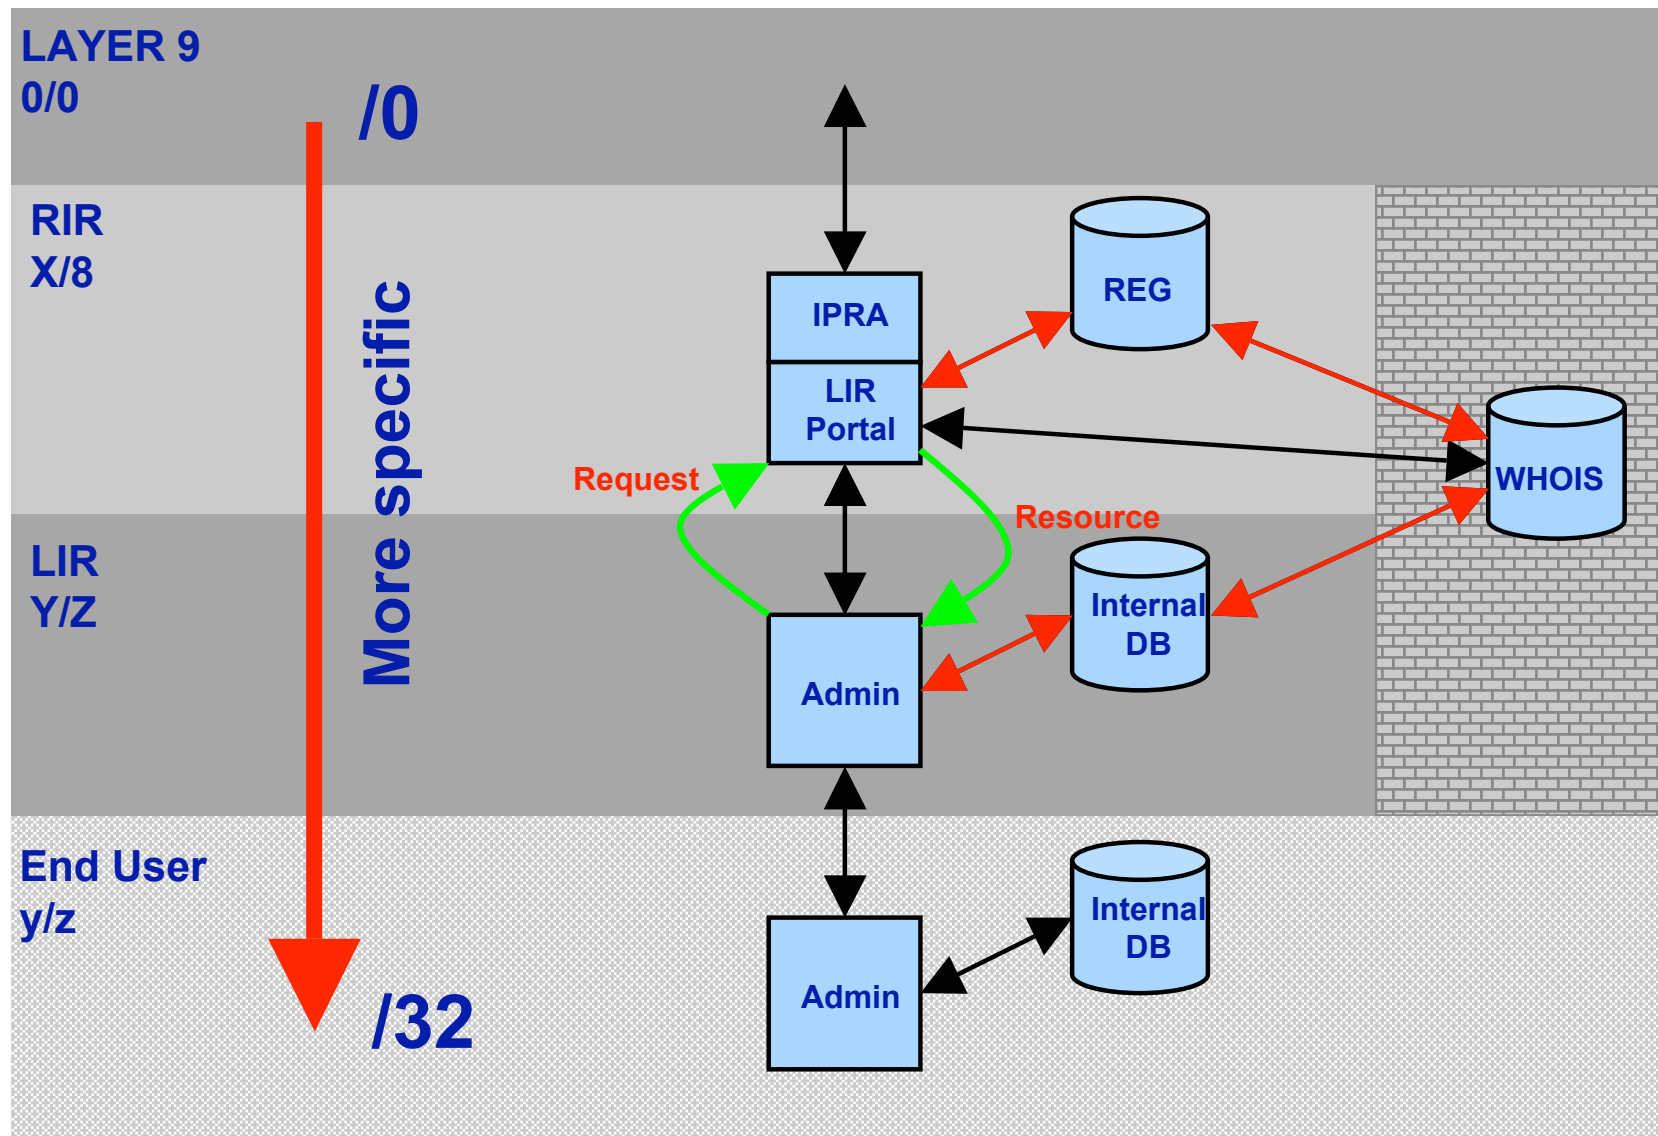 LAYER 9
0/0
/0
RIR
X/8
More specific
IPRA
REG
LIR
Portal
WHOIS
Request
Resource
LIR
Y/Z
Internal
DB
Admin
End User
y/z
Internal
DB
Admin
/32